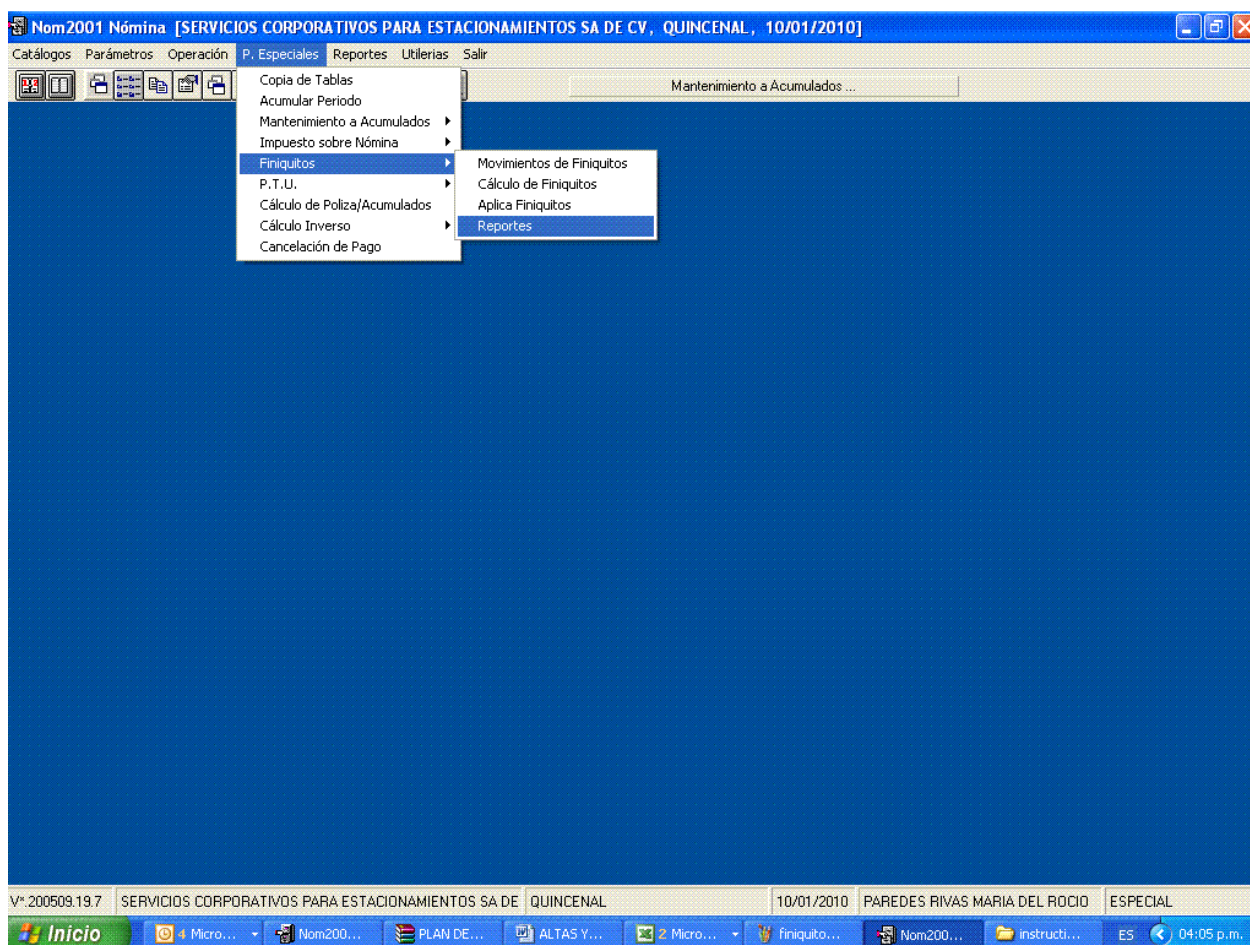 Nom2001 Nómina [SERVICIOS CORPORATIVOS PARA ESTACIONAMIENTOS SA DE CV, QUINCENAL, 10/01/2010]
Catálogos Parámetros Operación P. Especiales Reportes Utilerias Salir
Mantenimiento a Acumulados ...
Copia de Tablas
Acumular Periodo
Mantenimiento a Acumulados
Impuesto sobre Nómina
Finiquitos
P.T.U.
Cálculo de Poliza/Acumulados
Cálculo Inverso
Cancelación de Pago
Movimientos de Finiquitos
Cálculo de Finiquitos
Aplica Finiquitos
Reportes
V*.200509.19.7 SERVICIOS CORPORATIVOS PARA ESTACIONAMIENTOS SA DE QUINCENAL 10/01/2010 PAREDES RIVAS MARIA DEL ROCIO ESPECIAL
Inicio 4 Micro... Nom200... PLAN DE... ALTAS Y... 2 Micro... finiquito... Nom200... instructi... ES 04:05 p.m.